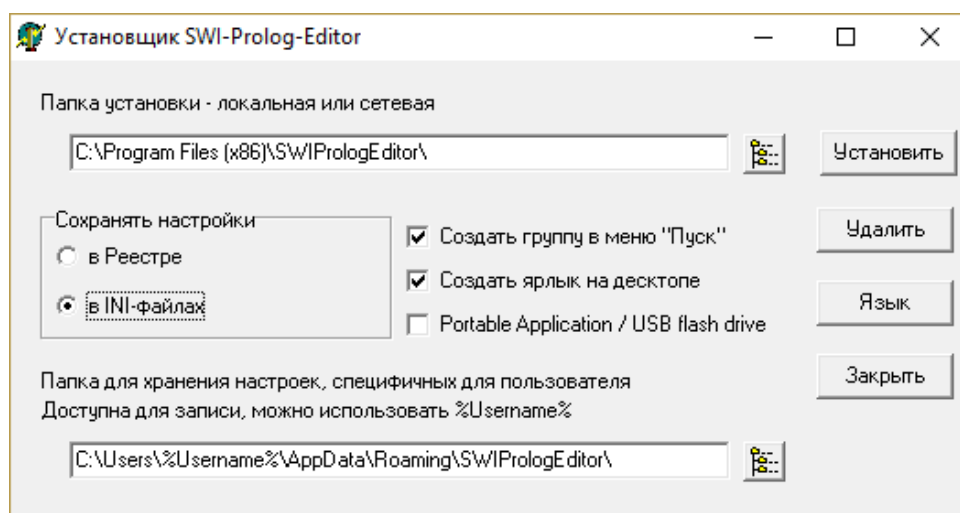 Установщик SWI-Prolog-Editor
Папка установки - локальная или сетевая
C:\Program Files (x86)\SWIPrologEditor\
Установить
Сохранять настройки
в Реестре
в INI-файлах
Создать группу в меню "Пуск"
Создать ярлык на десктопе
Portable Application / USB flash drive
Удалить
Язык
Закрыть
Папка для хранения настроек, специфичных для пользователя
Доступна для записи, можно использовать %Username%
C:\Users\%Username%\AppData\Roaming\SWIPrologEditor\